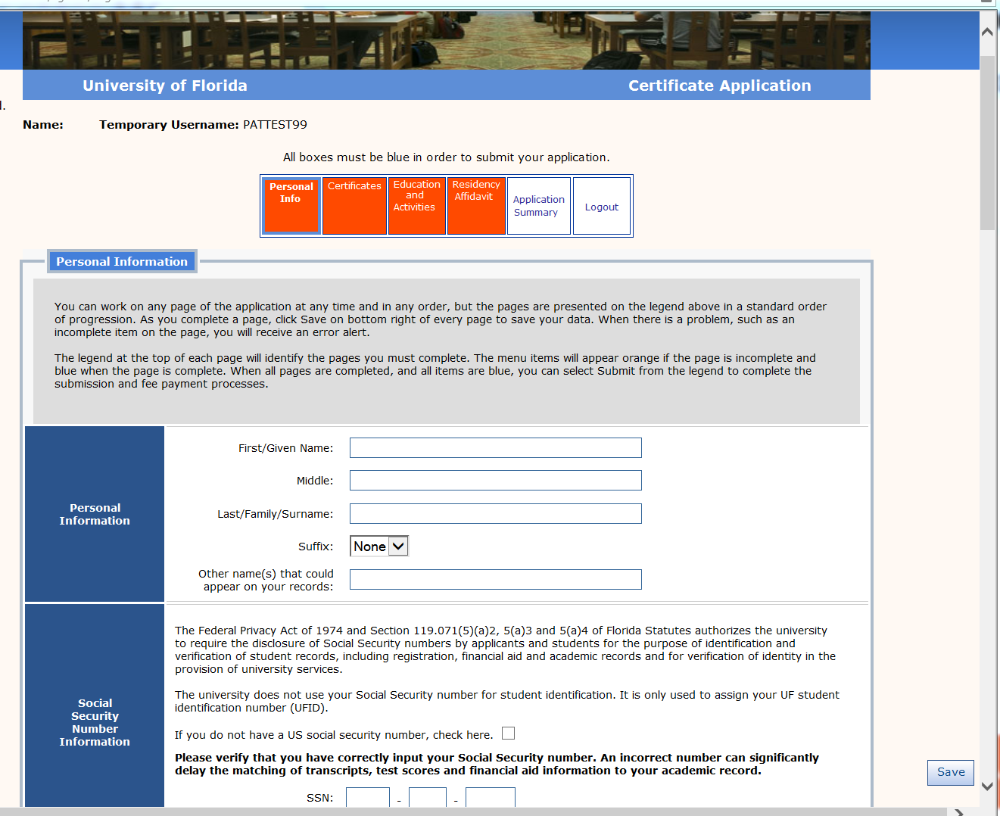 University of Florida
Certificate Application
Name: Temporary Username: PATTEST99
All boxes must be blue in order to submit your application.
Personal Info
Certificates
Education and Activities
Residency Affidavit
Application Summary
Logout
Personal Information
You can work on any page of the application at any time and in any order, but the pages are presented on the legend above in a standard order
of progression. As you complete a page, click Save on bottom right of every page to save your data. When there is a problem, such as an
incomplete item on the page, you will receive an error alert.
The legend at the top of each page will identify the pages you must complete. The menu items will appear orange if the page is incomplete and
blue when the page is complete. When all pages are completed, and all items are blue, you can select Submit from the legend to complete the
submission and fee payment processes.
Personal
Information
First/Given Name:
Middle:
Last/Family/Surname:
Suffix: None
Other name(s) that could
appear on your records:
Social
Security
Number
Information
The Federal Privacy Act of 1974 and Section 119.071(5)(a)2, 5(a)3 and 5(a)4 of Florida Statutes authorizes the university
to require the disclosure of Social Security numbers by applicants and students for the purpose of identification and
verification of student records, including registration, financial aid and academic records and for verification of identity in the
provision of university services.
The university does not use your Social Security number for student identification. It is only used to assign your UF student
identification number (UFID).
If you do not have a US social security number, check here.
Please verify that you have correctly input your Social Security number. An incorrect number can significantly
delay the matching of transcripts, test scores and financial aid information to your academic record.
SSN: - -
Save